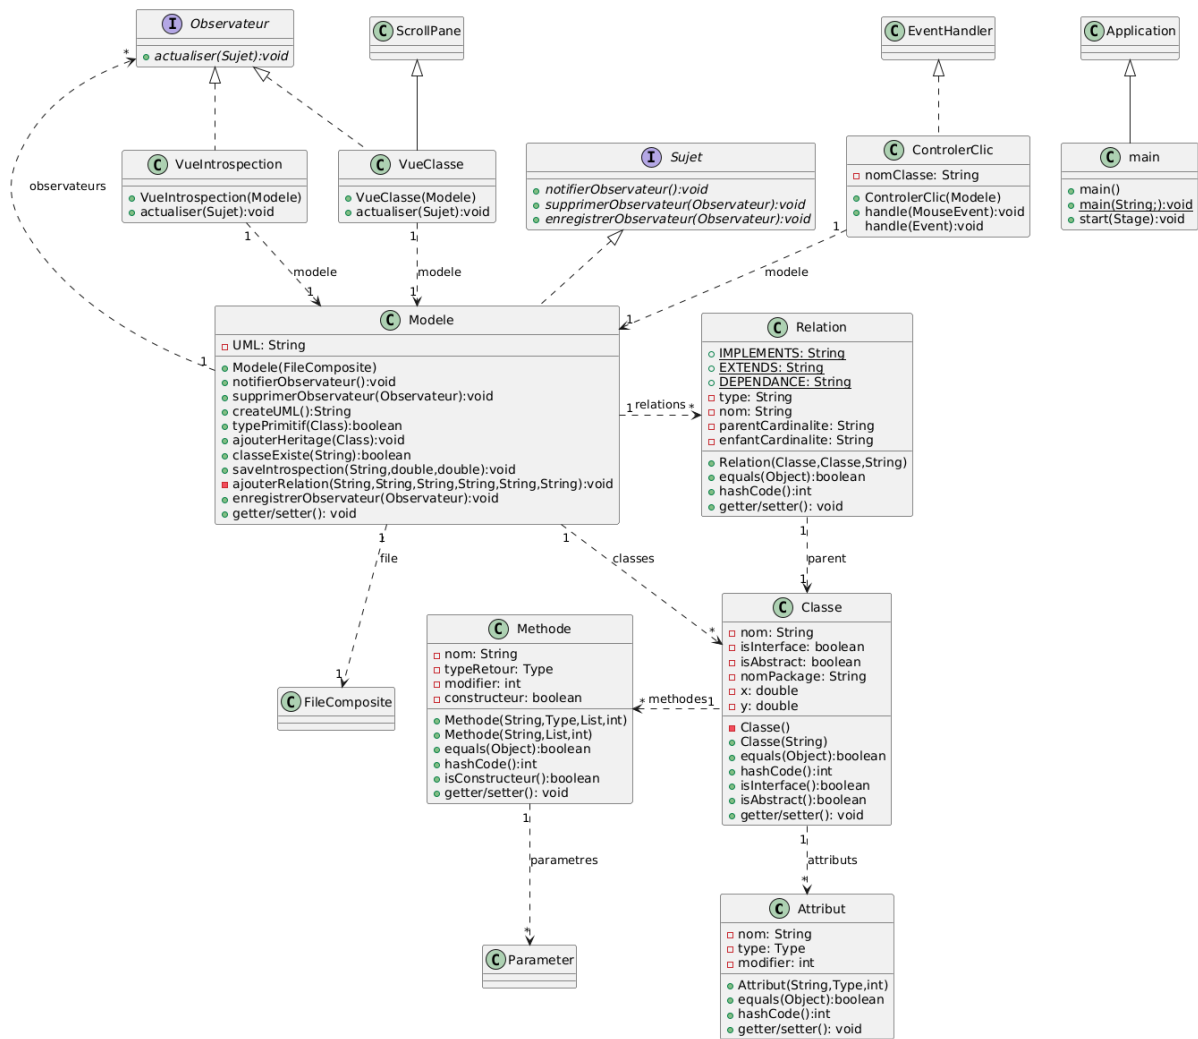 I Observateur
actualiser(Sujet):void
C ScrollPane
C EventHandler
C Application
*
observateurs
C VueIntrospection
VueIntrospection(Modele)
actualiser(Sujet):void
C VueClasse
VueClasse(Modele)
actualiser(Sujet):void
I Sujet
notifierObservateur():void
supprimerObservateur(Observateur):void
enregistrerObservateur(Observateur):void
C ControlerClic
nomClasse: String
ControlerClic(Modele)
handle(MouseEvent):void
handle(Event):void
C main
main()
main(String;):void
start(Stage):void
1
modele
1
1
modele
1
1
modele
1
1
C Modele
UML: String
Modele(FileComposite)
notifierObservateur():void
supprimerObservateur(Observateur):void
createUML():String
typePrimitif(Class):boolean
ajouterHeritage(Class):void
classeExiste(String):boolean
saveIntrospection(String,double,double):void
ajouterRelation(String,String,String,String,String,String):void
enregistrerObservateur(Observateur):void
getter/setter(): void
1 relations *
C Relation
IMPLEMENTS: String
EXTENDS: String
DEPENDANCE: String
type: String
nom: String
parentCardinalite: String
enfantCardinalite: String
Relation(Classe,Classe,String)
equals(Object):boolean
hashCode():int
getter/setter(): void
1
file
1
1
classes
*
1
parent
1
C FileComposite
C Methode
nom: String
typeRetour: Type
modifier: int
constructeur: boolean
Methode(String,Type,List,int)
Methode(String,List,int)
equals(Object):boolean
hashCode():int
isConstructeur():boolean
getter/setter(): void
* methodes 1
C Classe
nom: String
isInterface: boolean
isAbstract: boolean
nomPackage: String
x: double
y: double
Classe()
Classe(String)
equals(Object):boolean
hashCode():int
isInterface():boolean
isAbstract():boolean
getter/setter(): void
1
parametres
*
1
attributs
*
C Parameter
C Attribut
nom: String
type: Type
modifier: int
Attribut(String,Type,int)
equals(Object):boolean
hashCode():int
getter/setter(): void